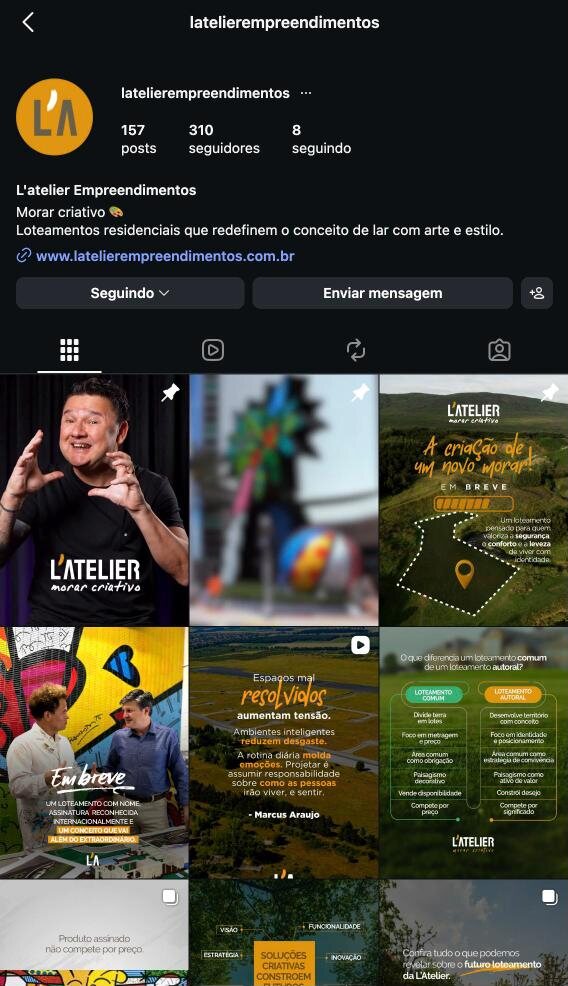 latelierempreendimentos
L'A
latelierempreendimentos ...
157 310 8
posts seguidores seguindo
L'atelier Empreendimentos
Morar criativo 🎨
Loteamentos residenciais que redefinem o conceito de lar com arte e estilo.
www.latelierempreendimentos.com.br
Seguindo Enviar mensagem
L'ATELIER
morar criativo
L'ATELIER
morar criativo
A criação de
um novo morar!
EM BREVE
Um loteamento
pensado para quem
valoriza a segurança,
o conforto e a leveza
de viver com
identidade.
Em breve
UM LOTEAMENTO COM NOME,
ASSINATURA RECONHECIDA
INTERNACIONALMENTE E
UM CONCEITO QUE VAI
ALÉM DO EXTRAORDINÁRIO.
L'A
Espaços mal
resolvidos
aumentam tensão.
Ambientes inteligentes
reduzem desgaste.
A rotina diária molda
emoções. Projetar é
assumir responsabilidade
sobre como as pessoas
irão viver, e sentir.
- Marcus Araujo
O que diferencia um loteamento comum
de um loteamento autoral?
LOTEAMENTO
COMUM
Divide terra
em lotes
Foco em metragem
e preço
Área comum
como obrigação
Paisagismo
decorativo
Vende disponibilidade
Compete por
preço
LOTEAMENTO
AUTORAL
Desenvolve território
com conceito
Foco em identidade
e posicionamento
Área comum como
estratégia de convivência
Paisagismo como
ativo de valor
Constrói desejo
Compete por
significado
L'ATELIER
morar criativo
Produto assinado
não compete por preço.
VISÃO
FUNCIONALIDADE
ESTRATÉGIA
INOVAÇÃO
SOLUÇÕES
CRIATIVAS
CONSTROEM
FUTUROS
Confira tudo o que podemos
revelar sobre o futuro loteamento
da L'Atelier.